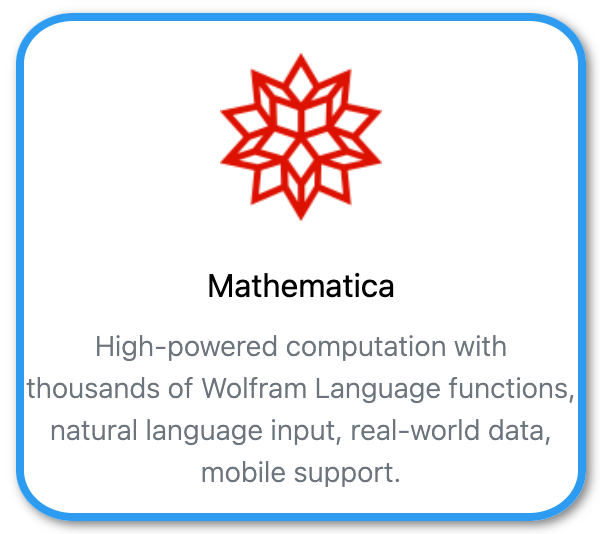 Mathematica
High-powered computation with
thousands of Wolfram Language functions,
natural language input, real-world data,
mobile support.